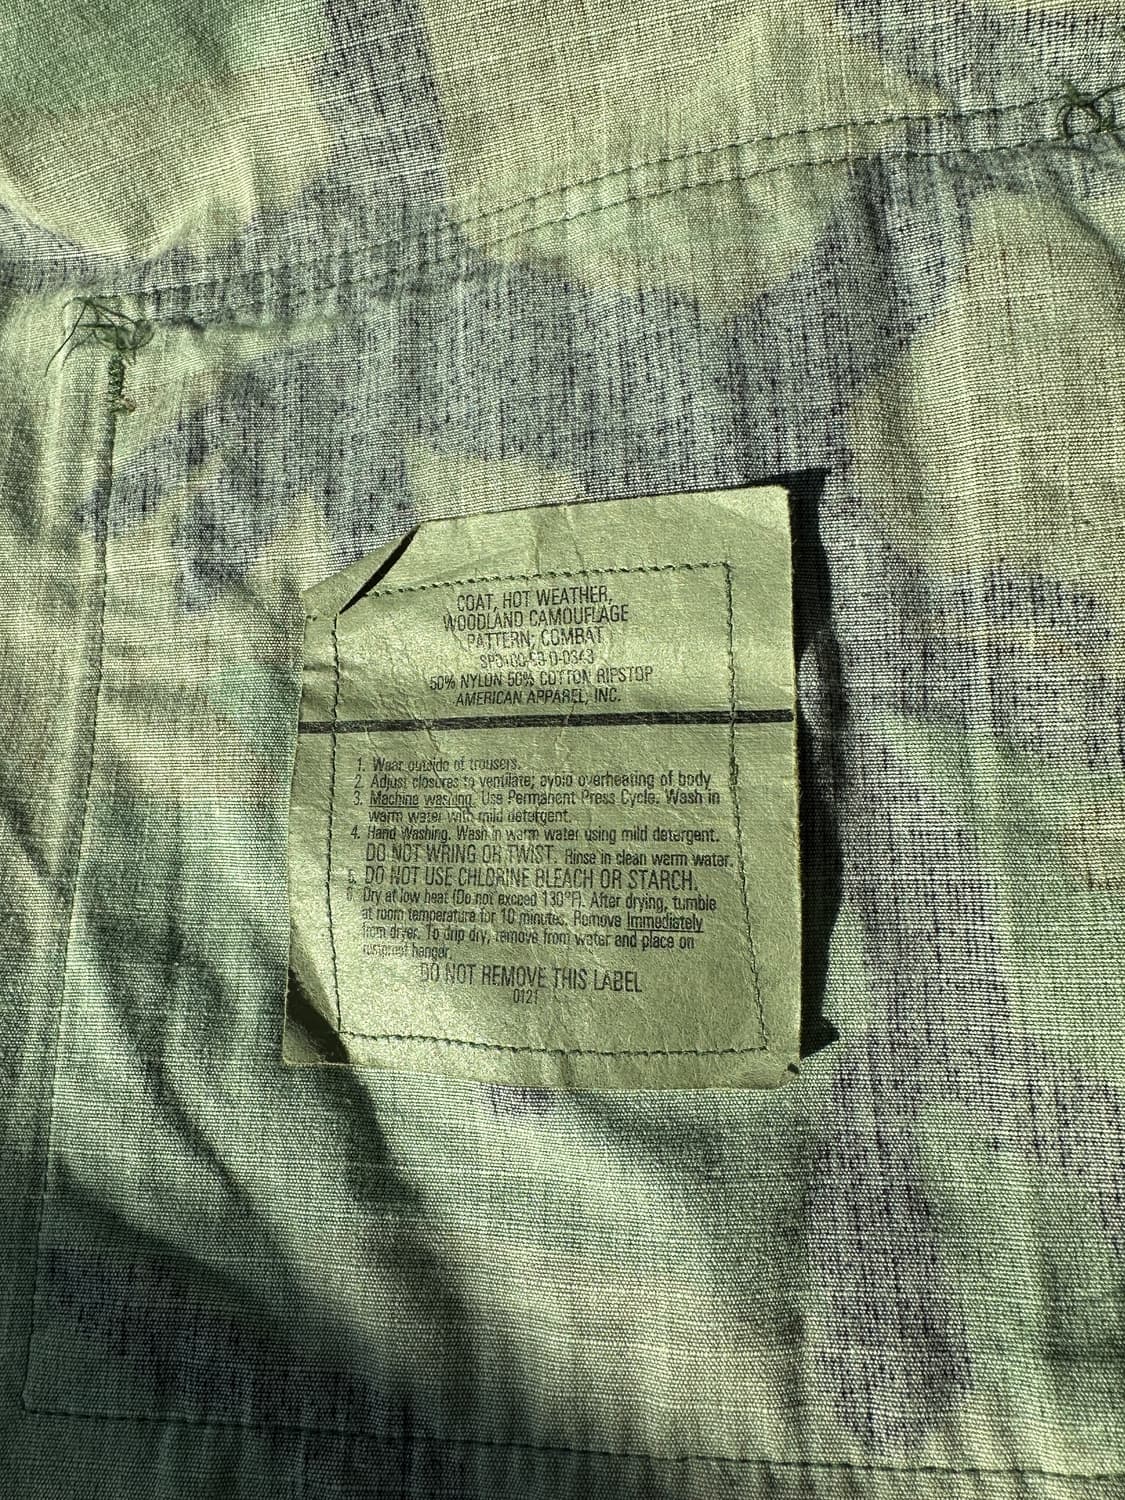 COAT, HOT WEATHER,
WOODLAND CAMOUFLAGE
PATTERN, COMBAT
50% NYLON 50% COTTON RIPSTOP
AMERICAN APPAREL, INC.
1. Wear outside of trousers.
2. Adjust closures to ventilate; avoid overheating of body
3. Machine washing. Use Permanent Press Cycle. Wash in
warm water with mild detergent.
4. Hand Washing. Wash in warm water using mild detergent.
DO NOT WRING OR TWIST. Rinse in clean warm water.
5. DO NOT USE CHLORINE BLEACH OR STARCH.
6. Dry at low heat (Do not exceed 130°F). After drying, tumble
at room temperature for 10 minutes. Remove Immediately
from dryer. To drip dry, remove from water and place on
rustproof hanger.
DO NOT REMOVE THIS LABEL
0121